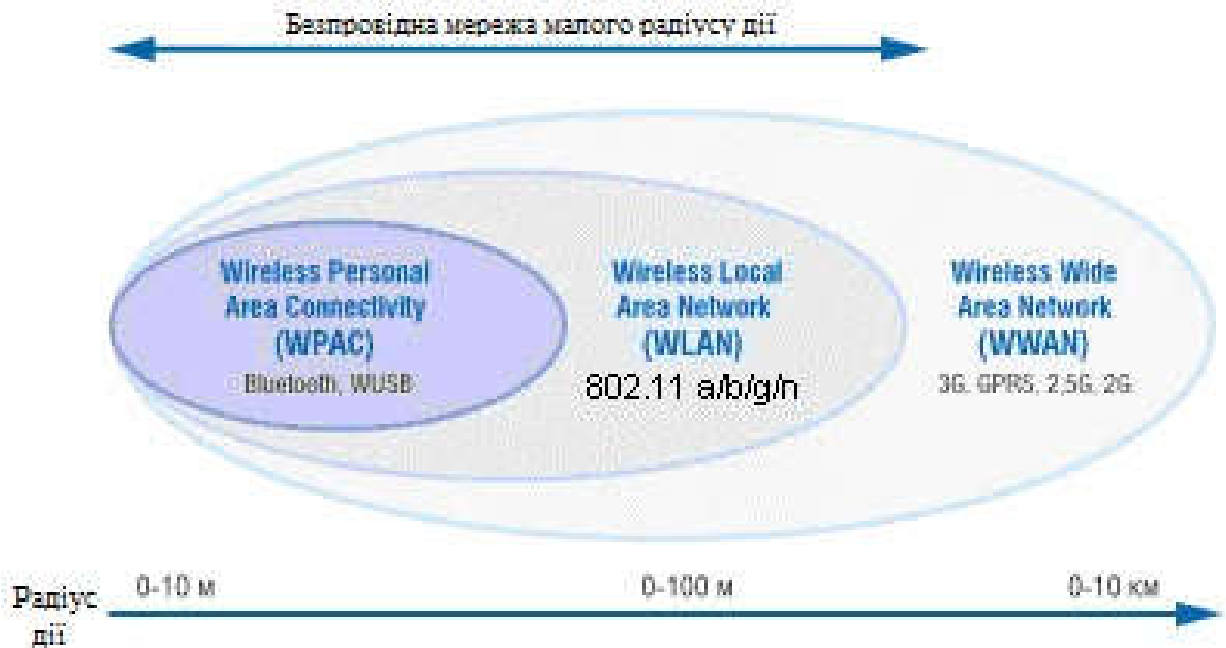 Безпровідна мережа малого радіусу дії
Wireless Personal
Area Connectivity
(WPAC)
Bluetooth, WUSB
Wireless Local
Area Network
(WLAN)
802.11 a/b/g/n
Wireless Wide
Area Network
(WWAN)
3G, GPRS, 2,5G, 2G
Радіус
дії
0-10 м
0-100 м
0-10 км